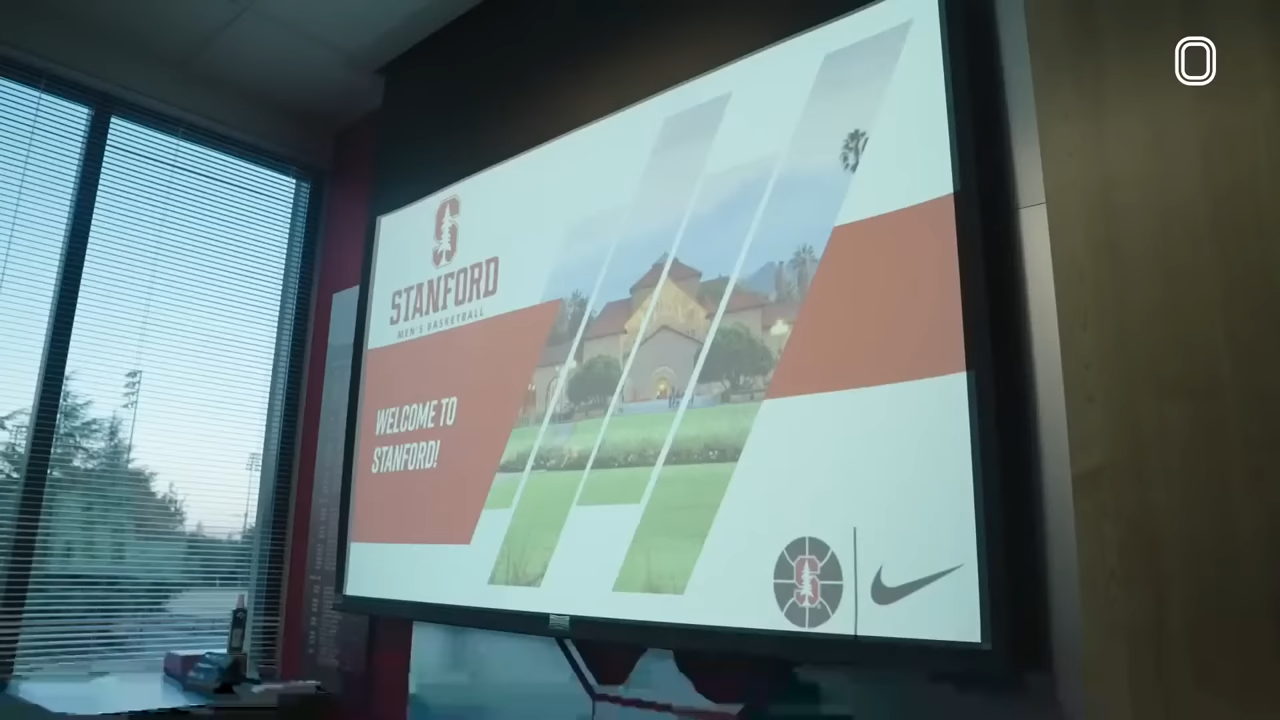 S
STANFORD
MEN'S BASKETBALL
WELCOME TO
STANFORD!
S